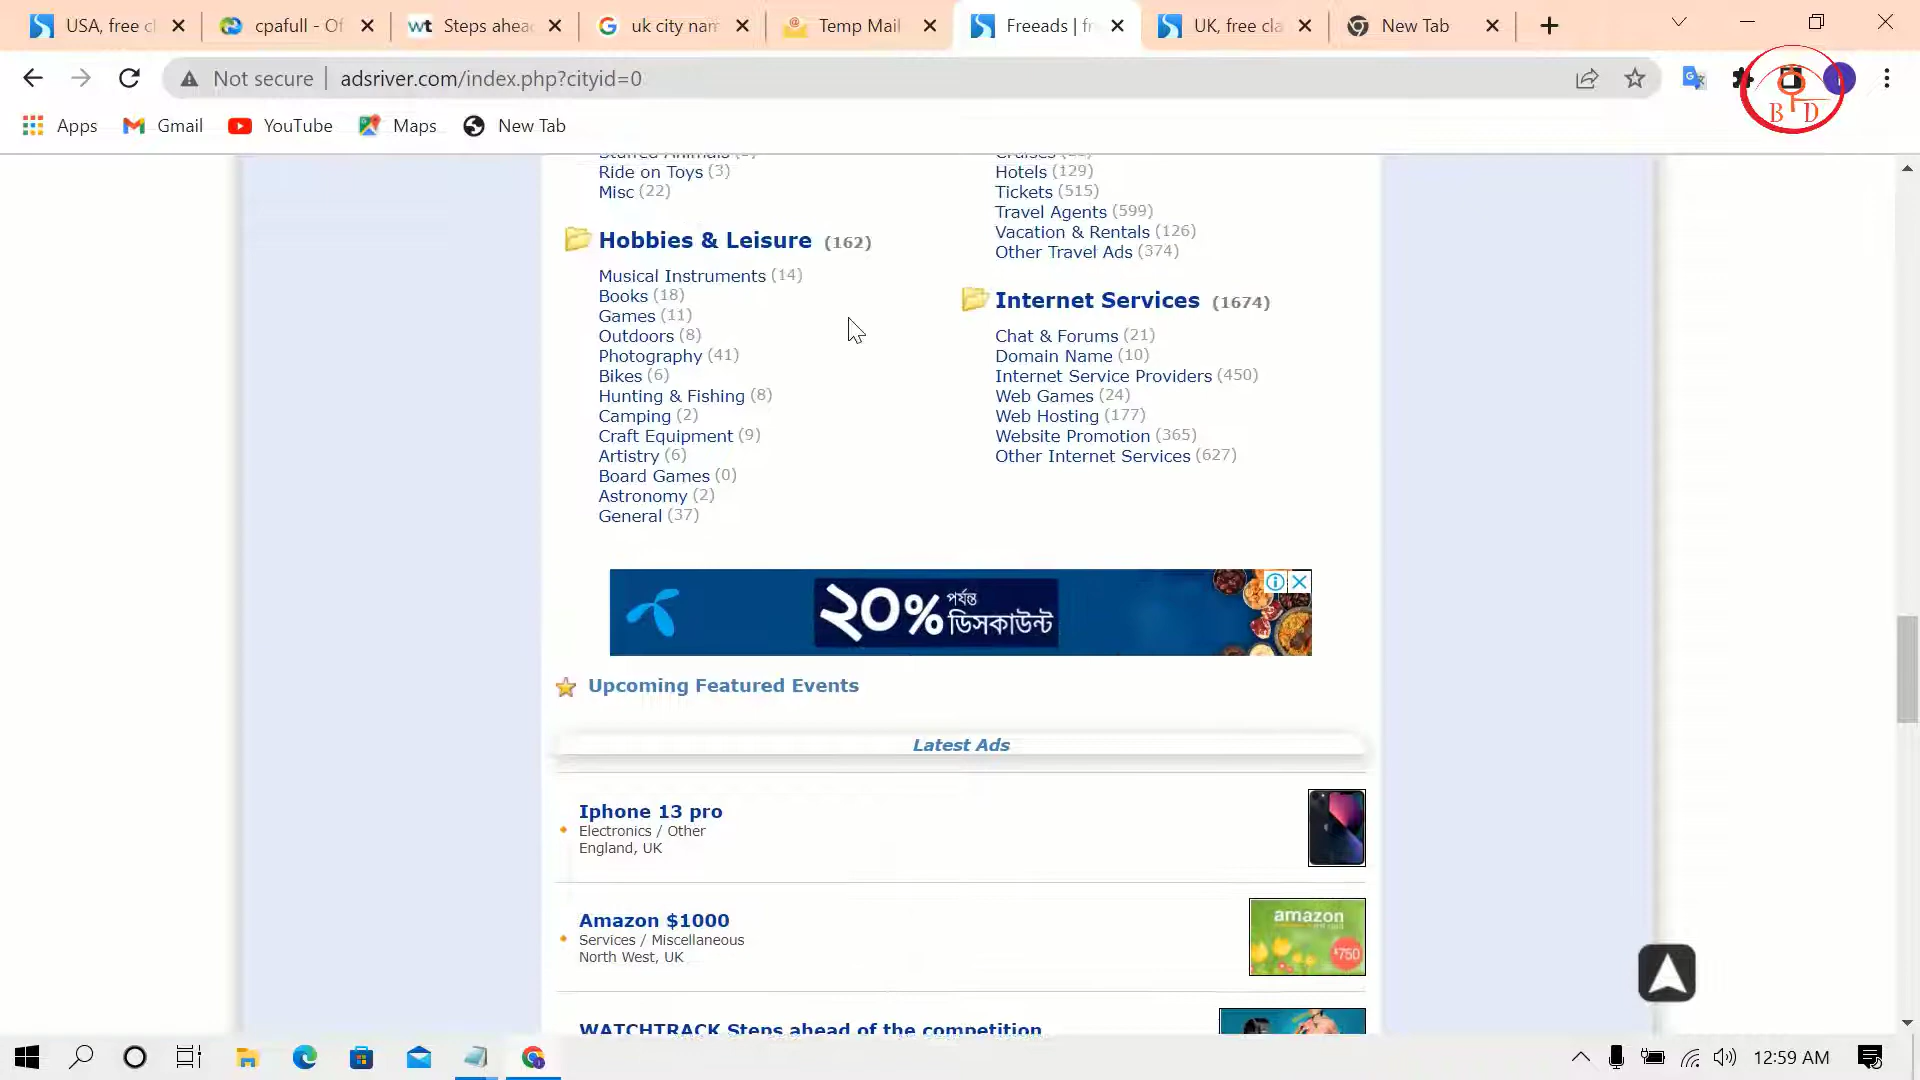 USA, free cl
cpafull - Of
wt Steps ahead
uk city nam
Temp Mail
Freeads | fr
UK, free cla
New Tab
Not secure | adsriver.com/index.php?cityid=0
Apps
Gmail
YouTube
Maps
New Tab
B D
Stuffed Animals
Ride on Toys (3)
Misc (22)
Hobbies & Leisure (162)
Musical Instruments (14)
Books (18)
Games (11)
Outdoors (8)
Photography (41)
Bikes (6)
Hunting & Fishing (8)
Camping (2)
Craft Equipment (9)
Artistry (6)
Board Games (0)
Astronomy (2)
General (37)
Cruises
Hotels (129)
Tickets (515)
Travel Agents (599)
Vacation & Rentals (126)
Other Travel Ads (374)
Internet Services (1674)
Chat & Forums (21)
Domain Name (10)
Internet Service Providers (450)
Web Games (24)
Web Hosting (177)
Website Promotion (365)
Other Internet Services (627)
২০% পর্যন্ত
ডিসকাউন্ট
Upcoming Featured Events
Latest Ads
Iphone 13 pro
Electronics / Other
England, UK
Amazon $1000
Services / Miscellaneous
North West, UK
amazon
$750
WATCHTRACK Steps ahead of the competition
12:59 AM